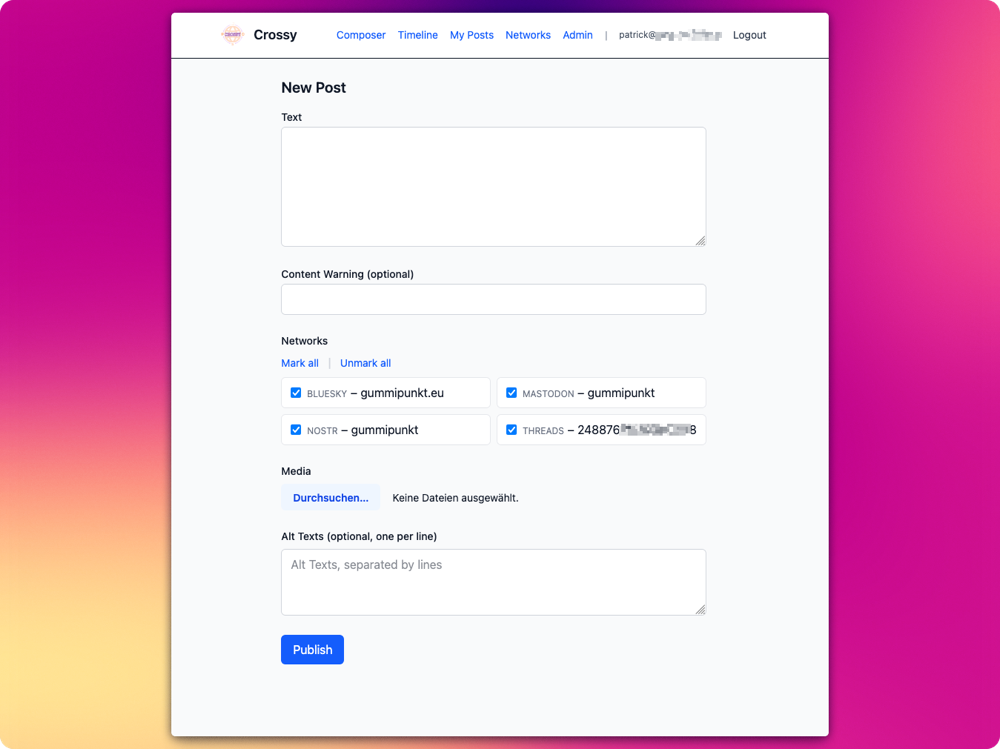 CROSSY Crossy Composer Timeline My Posts Networks Admin | patrick@ Logout
New Post
Text
Content Warning (optional)
Networks
Mark all | Unmark all
BLUESKY – gummipunkt.eu MASTODON – gummipunkt
NOSTR – gummipunkt THREADS – 248876 8
Media
Durchsuchen... Keine Dateien ausgewählt.
Alt Texts (optional, one per line)
Alt Texts, separated by lines
Publish